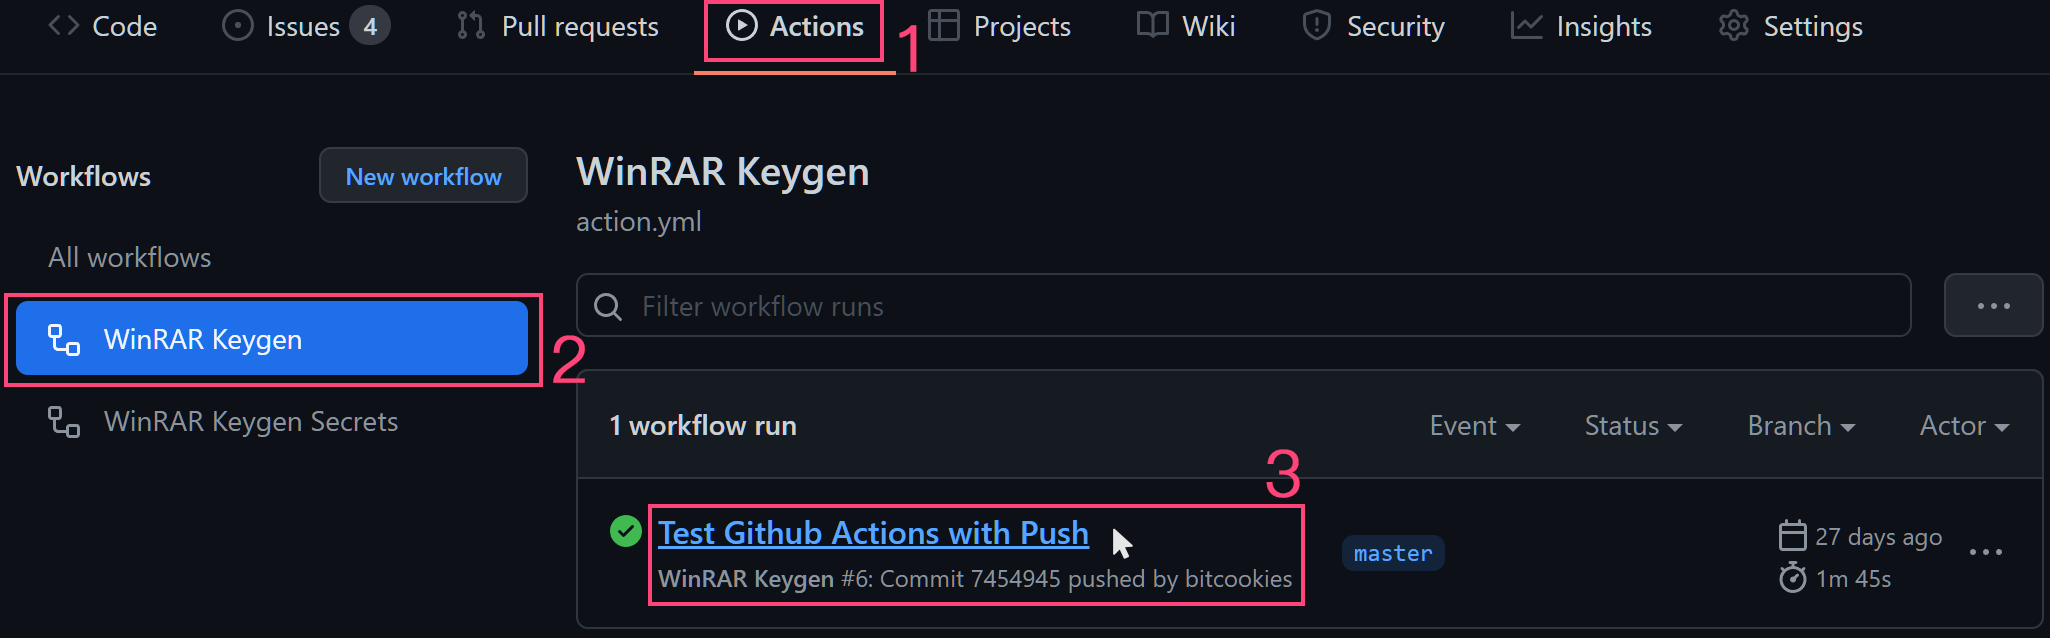 Code Issues 4 Pull requests Actions 1 Projects Wiki Security Insights Settings
Workflows New workflow
All workflows
WinRAR Keygen 2
WinRAR Keygen Secrets
WinRAR Keygen
action.yml
Filter workflow runs
1 workflow run Event Status Branch Actor
3
Test Github Actions with Push
WinRAR Keygen #6: Commit 7454945 pushed by bitcookies
master
27 days ago
1m 45s